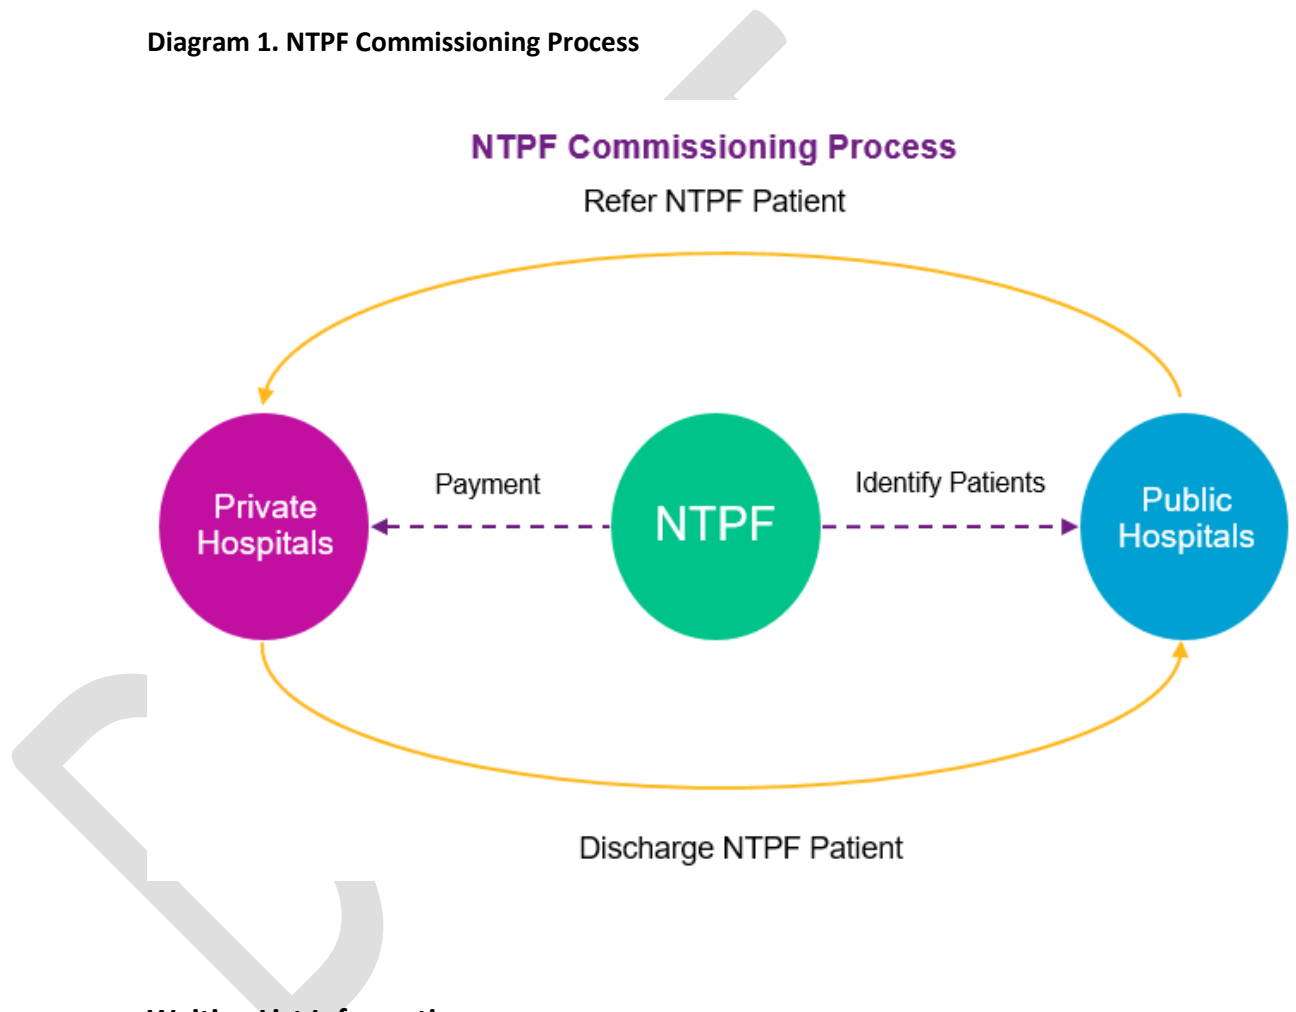 Diagram 1. NTPF Commissioning Process
NTPF Commissioning Process
Refer NTPF Patient
Payment
Identify Patients
Private
Hospitals
NTPF
Public
Hospitals
Discharge NTPF Patient